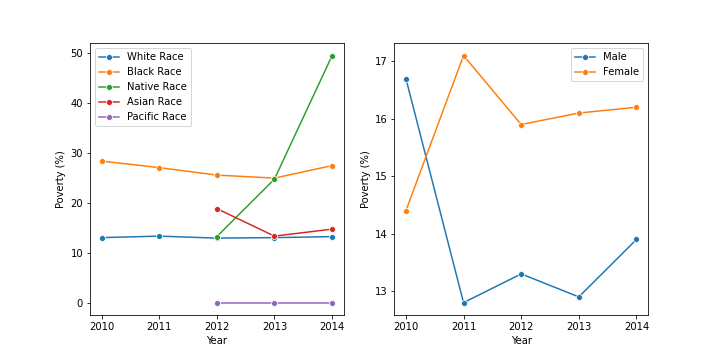 50
40
30
20
10
0
Poverty (%)
2010 2011 2012 2013 2014
Year
White Race
Black Race
Native Race
Asian Race
Pacific Race
17
16
15
14
13
Poverty (%)
2010 2011 2012 2013 2014
Year
Male
Female